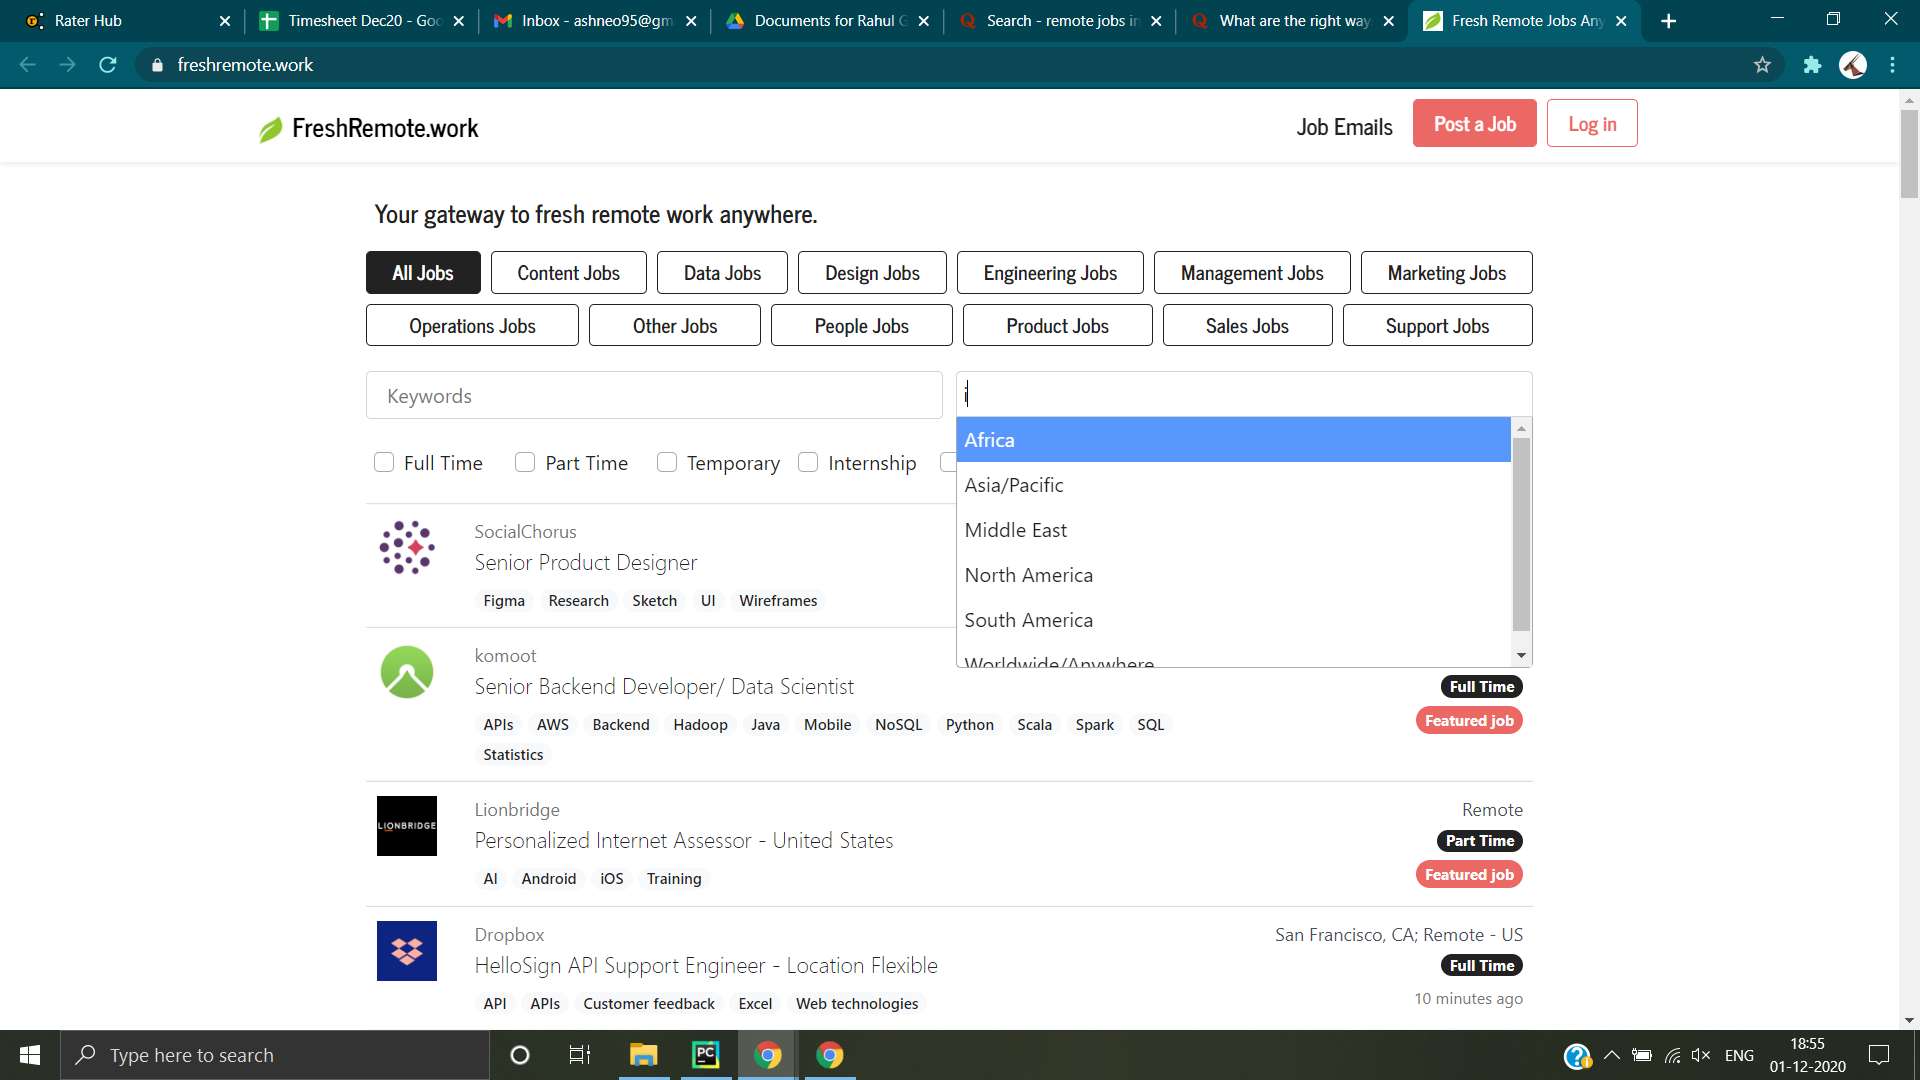 Rater Hub
Timesheet Dec20 - Goo
Inbox - ashneo95@gm
Documents for Rahul G
Search - remote jobs in
What are the right way
Fresh Remote Jobs Any
freshremote.work
FreshRemote.work
Job Emails
Post a Job
Log in
Your gateway to fresh remote work anywhere.
All Jobs
Content Jobs
Data Jobs
Design Jobs
Engineering Jobs
Management Jobs
Marketing Jobs
Operations Jobs
Other Jobs
People Jobs
Product Jobs
Sales Jobs
Support Jobs
Keywords
i
Full Time
Part Time
Temporary
Internship
Africa
Asia/Pacific
Middle East
North America
South America
Worldwide/Anywhere
SocialChorus
Senior Product Designer
Figma Research Sketch UI Wireframes
komoot
Senior Backend Developer/ Data Scientist
APIs AWS Backend Hadoop Java Mobile NoSQL Python Scala Spark SQL
Statistics
Full Time
Featured job
LIONBRIDGE
Lionbridge
Personalized Internet Assessor - United States
AI Android iOS Training
Remote
Part Time
Featured job
Dropbox
HelloSign API Support Engineer - Location Flexible
API APIs Customer feedback Excel Web technologies
San Francisco, CA; Remote - US
Full Time
10 minutes ago
Type here to search
PC
ENG
18:55
01-12-2020